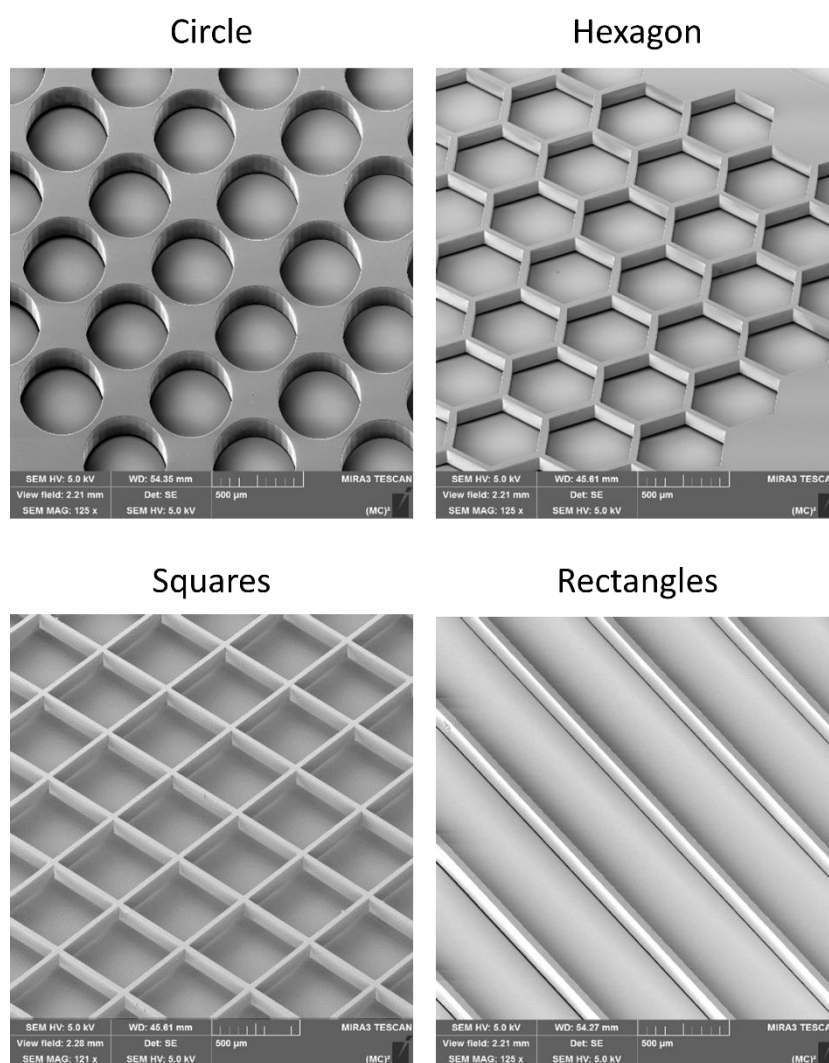 Circle
Hexagon
SEM HV: 5.0 kV WD: 54.35 mm MIRA3 TESCAN
View field: 2.21 mm Det: SE 500 µm
SEM MAG: 125 x SEM HV: 5.0 kV (MC)²
SEM HV: 5.0 kV WD: 45.61 mm MIRA3 TESCAN
View field: 2.21 mm Det: SE 500 µm
SEM MAG: 125 x SEM HV: 5.0 kV (MC)²
Squares
Rectangles
SEM HV: 5.0 kV WD: 45.61 mm MIRA3 TESCAN
View field: 2.28 mm Det: SE 500 µm
SEM MAG: 121 x SEM HV: 5.0 kV (MC)²
SEM HV: 5.0 kV WD: 54.27 mm MIRA3 TESCAN
View field: 2.21 mm Det: SE 500 µm
SEM MAG: 125 x SEM HV: 5.0 kV (MC)²